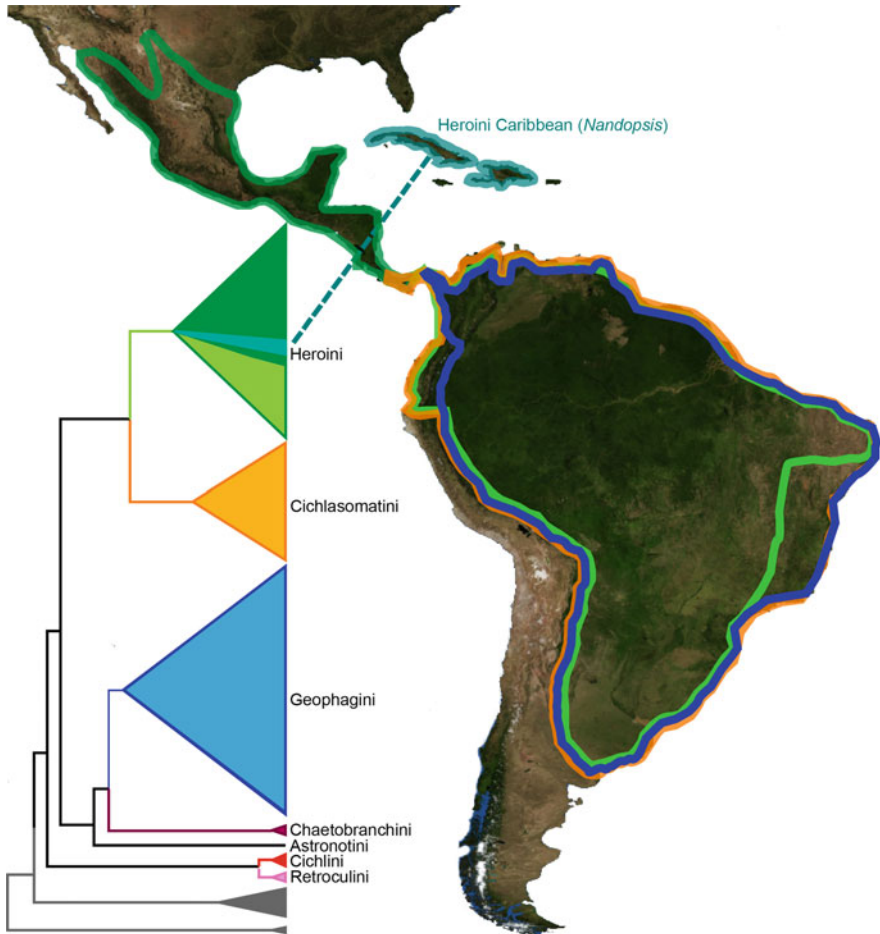 Heroini Caribbean (Nandopsis)
Heroini
Cichlasomatini
Geophagini
Chaetobranchini
Astronotini
Cichlini
Retroculini